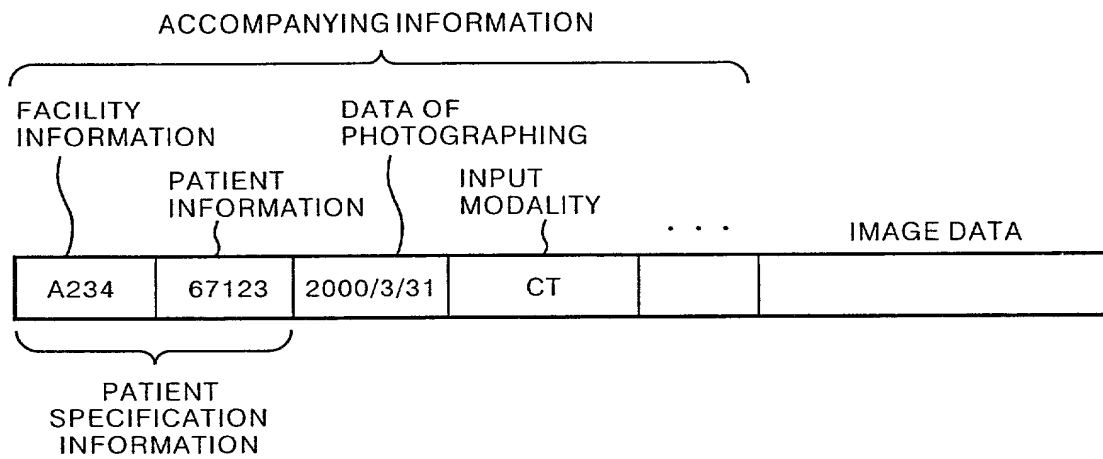 ACCOMPANYING INFORMATION
FACILITY
INFORMATION
DATA OF
PHOTOGRAPHING
PATIENT
INFORMATION
INPUT
MODALITY
. . .
IMAGE DATA
A234 67123 2000/3/31 CT
PATIENT
SPECIFICATION
INFORMATION